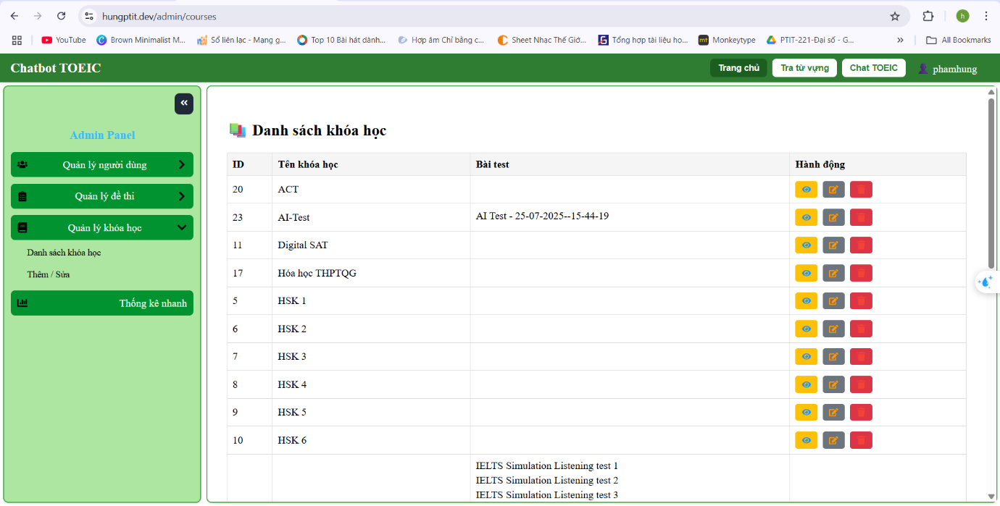 hungptit.dev/admin/courses
h
YouTube
Brown Minimalist M...
Sổ liên lạc - Mạng g...
Top 10 Bài hát dành...
Hợp âm Chỉ bằng c...
Sheet Nhạc Thế Giớ...
Tổng hợp tài liệu họ...
mt
Monkeytype
PTIT-221-Đại số - G...
»
All Bookmarks
Chatbot TOEIC
Trang chủ
Tra từ vựng
Chat TOEIC
phamhung
«
Admin Panel
Quản lý người dùng
Quản lý đề thi
Quản lý khóa học
Danh sách khóa học
Thêm / Sửa
Thống kê nhanh
Danh sách khóa học
ID Tên khóa học Bài test Hành động
20 ACT
23 AI-Test AI Test - 25-07-2025--15-44-19
11 Digital SAT
17 Hóa học THPTQG
5 HSK 1
6 HSK 2
7 HSK 3
8 HSK 4
9 HSK 5
10 HSK 6
IELTS Simulation Listening test 1
IELTS Simulation Listening test 2
IELTS Simulation Listening test 3